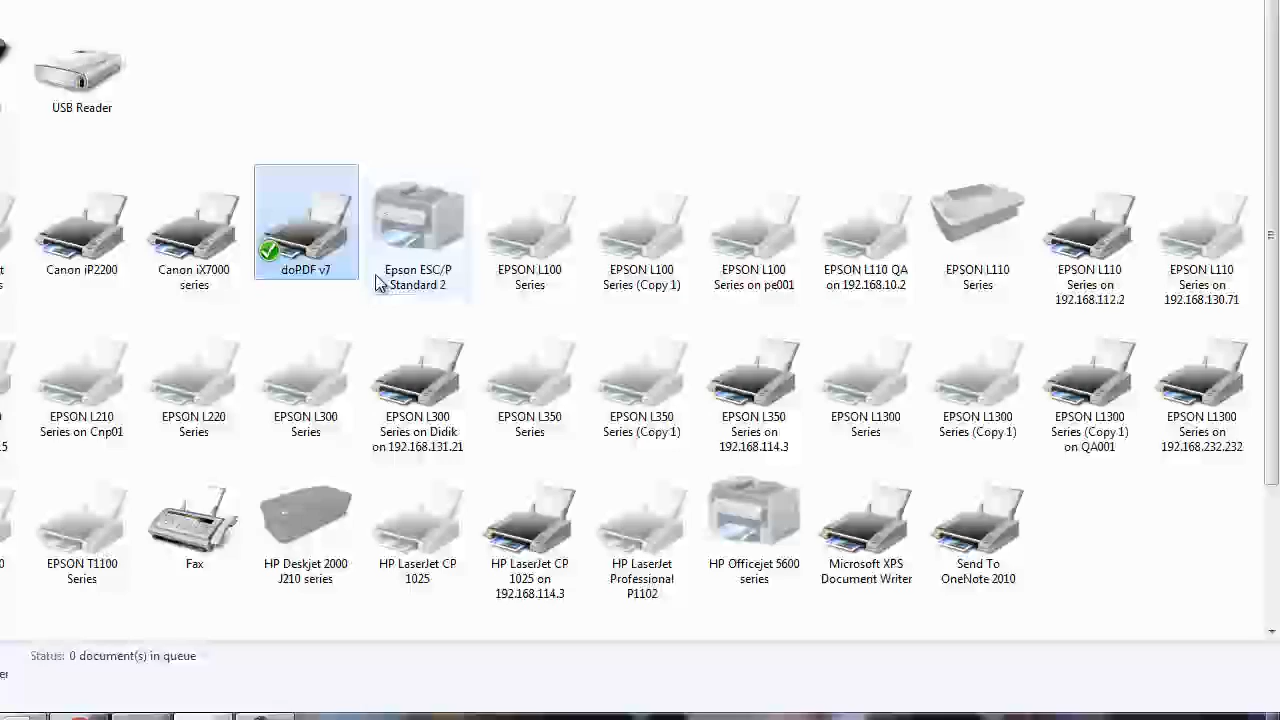 USB Reader
Canon iP2200
Canon iX7000
series
doPDF v7
Epson ESC/P
Standard 2
EPSON L100
Series
EPSON L100
Series (Copy 1)
EPSON L100
Series on pe001
EPSON L110 QA
on 192.168.10.2
EPSON L110
Series
EPSON L110
Series on
192.168.112.2
EPSON L110
Series on
192.168.130.71
EPSON L210
Series on Cnp01
EPSON L220
Series
EPSON L300
Series
EPSON L300
Series on Didik
on 192.168.131.21
EPSON L350
Series
EPSON L350
Series (Copy 1)
EPSON L350
Series on
192.168.114.3
EPSON L1300
Series
EPSON L1300
Series (Copy 1)
EPSON L1300
Series (Copy 1)
on QA001
EPSON L1300
Series on
192.168.232.232
EPSON T1100
Series
Fax
HP Deskjet 2000
J210 series
HP LaserJet CP
1025
HP LaserJet CP
1025 on
192.168.114.3
HP LaserJet
Professional
P1102
HP Officejet 5600
series
Microsoft XPS
Document Writer
Send To
OneNote 2010
Status: 0 document(s) in queue